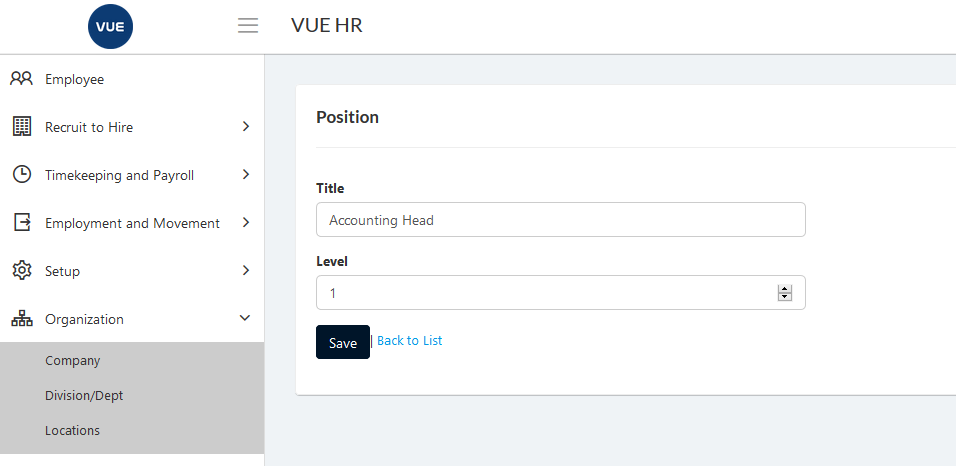 VUE
VUE HR
Employee
Recruit to Hire
Timekeeping and Payroll
Employment and Movement
Setup
Organization
Company
Division/Dept
Locations
Position
Title
Accounting Head
Level
1
Save | Back to List